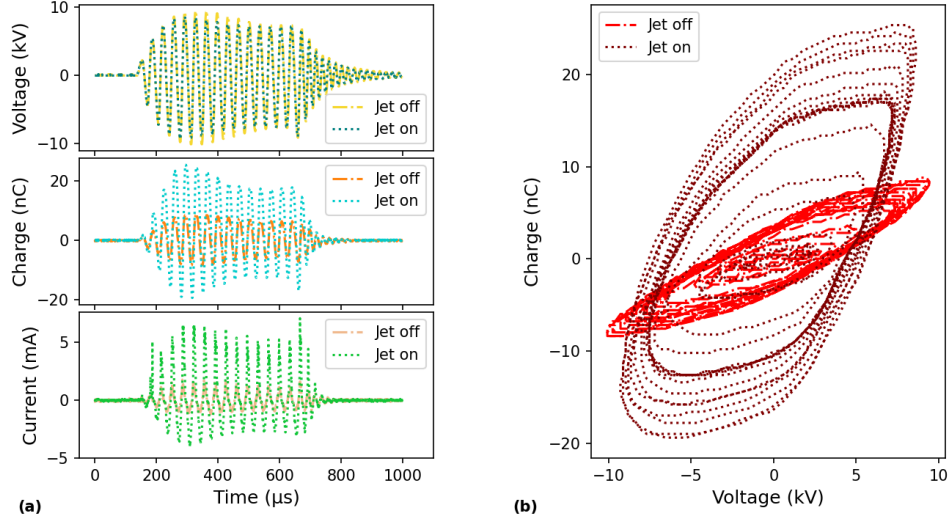 10
0
−10
Voltage (kV)
Jet off
Jet on
20
0
−20
Charge (nC)
Jet off
Jet on
5
0
−5
Current (mA)
Jet off
Jet on
0 200 400 600 800 1000
Time (μs)
(a)
Jet off
Jet on
20
10
0
−10
−20
Charge (nC)
−10 −5 0 5 10
Voltage (kV)
(b)